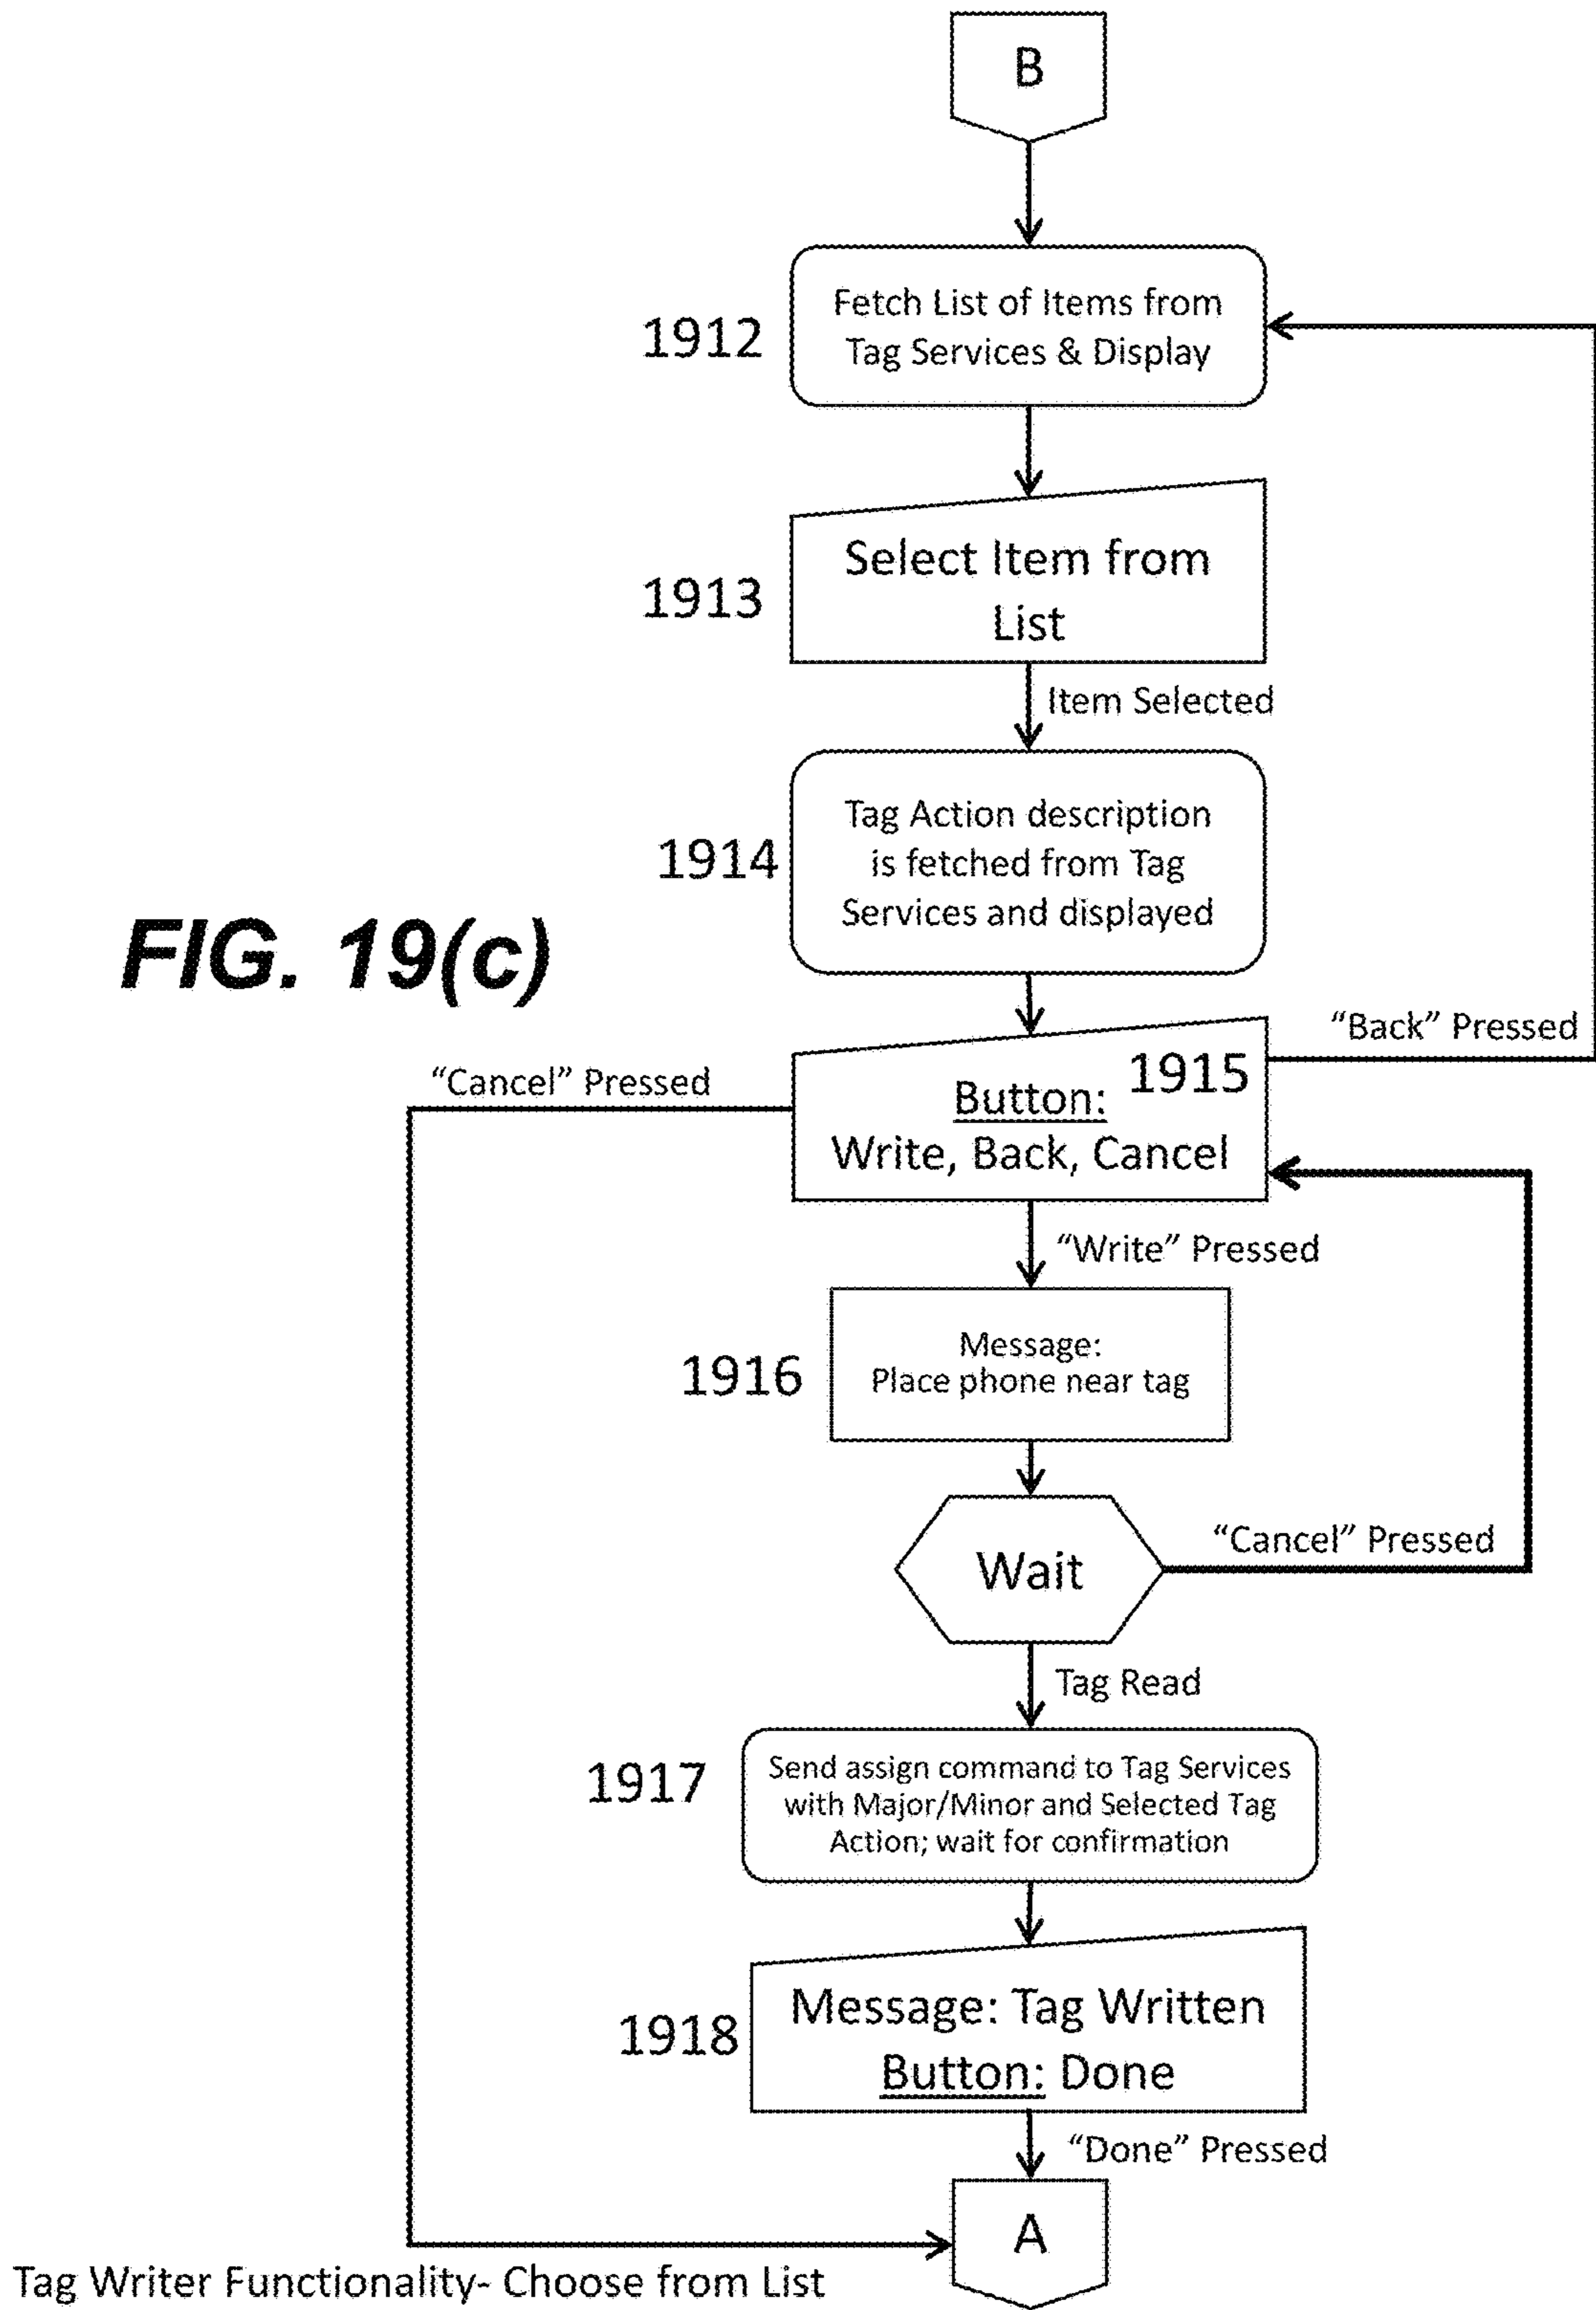 B
1912
Fetch List of Items from
Tag Services & Display
1913
Select Item from
List
Item Selected
1914
Tag Action description
is fetched from Tag
Services and displayed
FIG. 19(c)
“Back” Pressed
“Cancel” Pressed
1915
Button:
Write, Back, Cancel
“Write” Pressed
1916
Message:
Place phone near tag
Wait
“Cancel” Pressed
Tag Read
1917
Send assign command to Tag Services
with Major/Minor and Selected Tag
Action; wait for confirmation
1918
Message: Tag Written
Button: Done
“Done” Pressed
A
Tag Writer Functionality- Choose from List